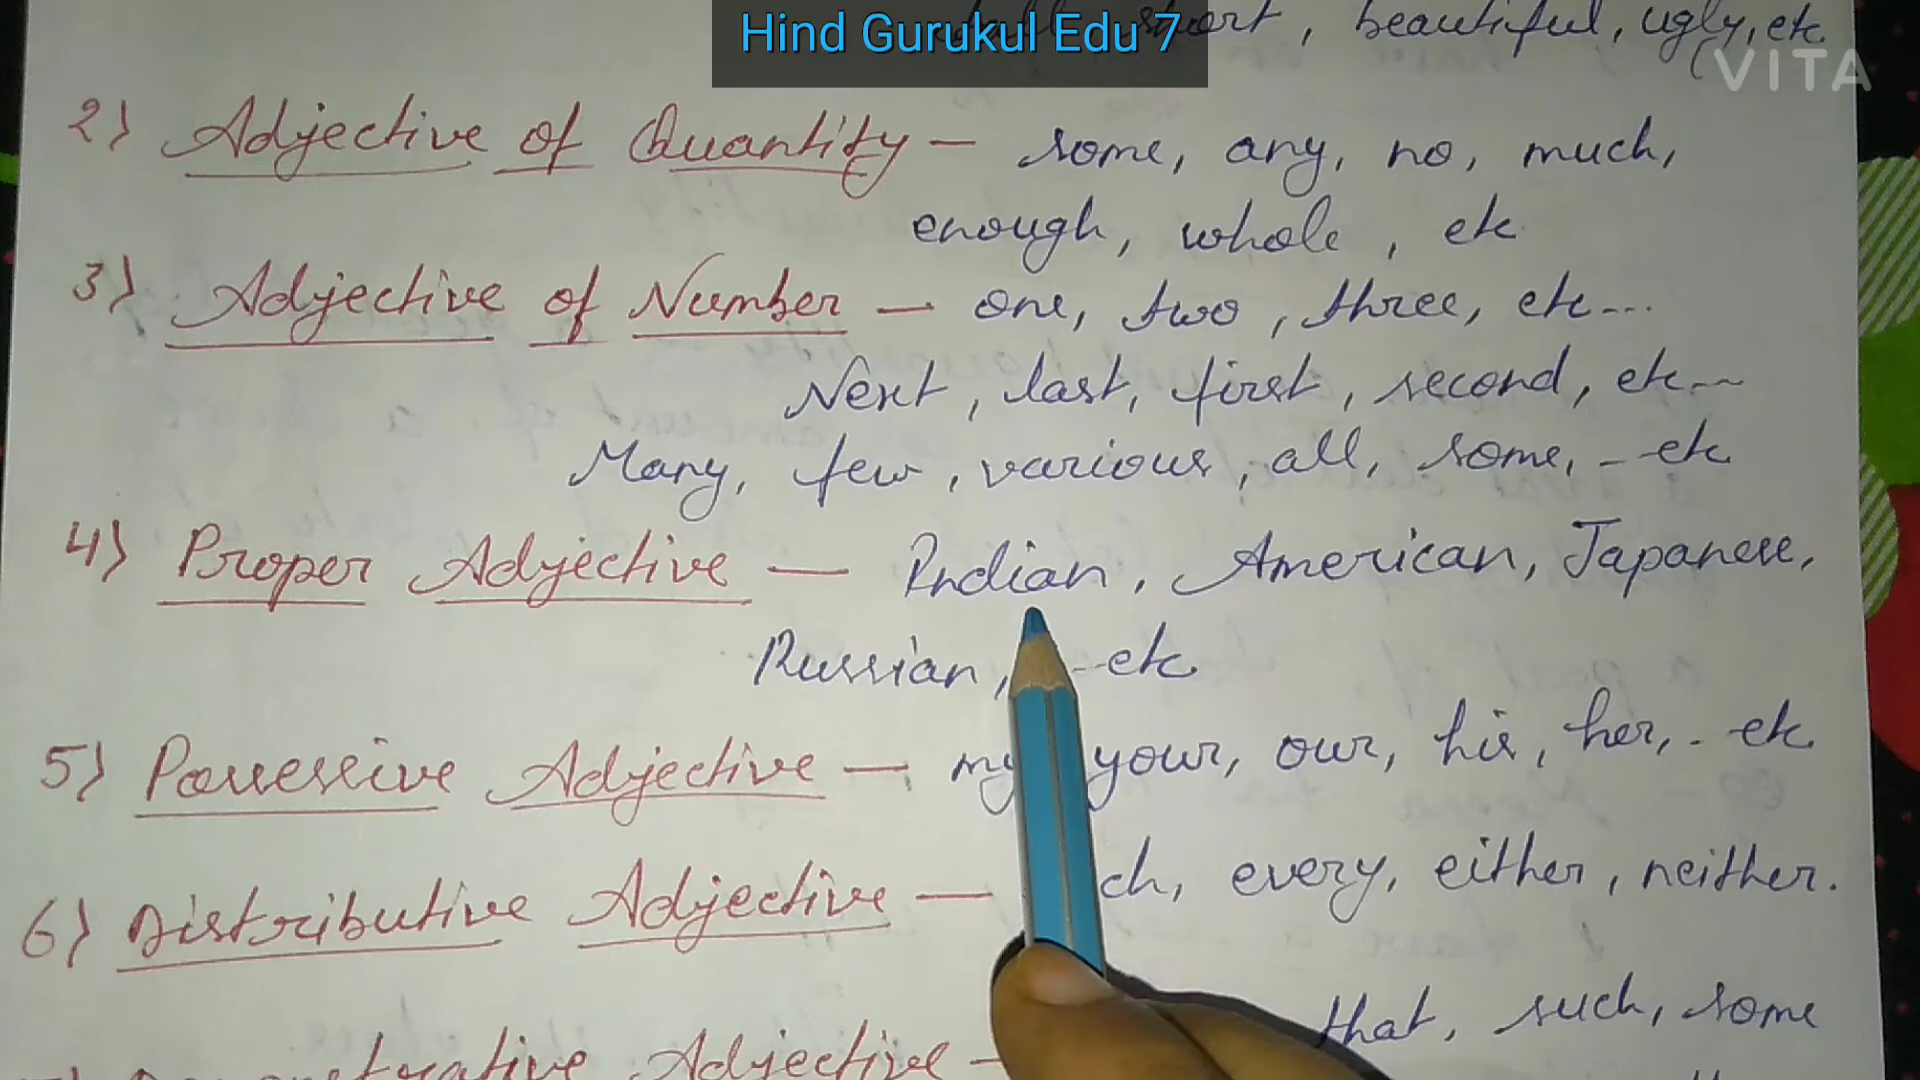 Hind Gurukul Edu 7
short, beautiful, ugly, etc.
VITA
2) Adjective of Quantity — some, any, no, much,
enough, whole, etc
3) Adjective of Number — one, two, three, etc...
Next, last, first, second, etc--
Many, few, various, all, some, - etc
4) Proper Adjective — Indian, American, Japanese,
Russian, --etc.
5) Possessive Adjective — my your, our, his, her, - etc.
6) Distributive Adjective — ch, every, either, neither.
that, such, some
Adjective -